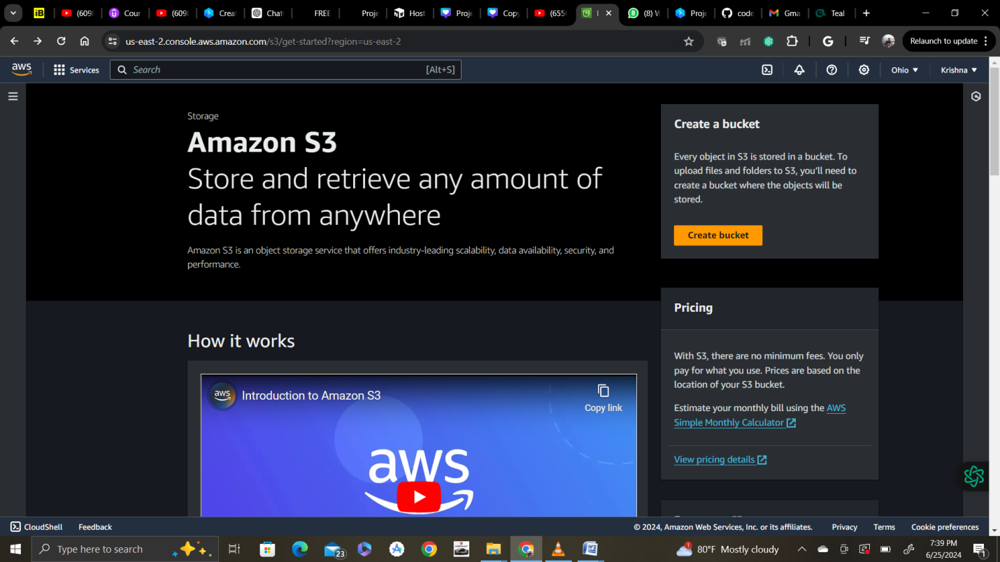 iB
(609
Cour
(609
Crea
Chat
FREE
Proje
Host
Proje
Copy
(655
(8) W
Proje
code
Gma
Teal
us-east-2.console.aws.amazon.com/s3/get-started?region=us-east-2
Relaunch to update
aws
Services
Search
[Alt+S]
Ohio
Krishna
Storage
Amazon S3
Store and retrieve any amount of
data from anywhere
Amazon S3 is an object storage service that offers industry-leading scalability, data availability, security, and
performance.
Create a bucket
Every object in S3 is stored in a bucket. To
upload files and folders to S3, you'll need to
create a bucket where the objects will be
stored.
Create bucket
Pricing
With S3, there are no minimum fees. You only
pay for what you use. Prices are based on the
location of your S3 bucket.
Estimate your monthly bill using the AWS
Simple Monthly Calculator
View pricing details
How it works
aws
Introduction to Amazon S3
Copy link
aws
CloudShell
Feedback
© 2024, Amazon Web Services, Inc. or its affiliates.
Privacy
Terms
Cookie preferences
Type here to search
23
1
80°F Mostly cloudy
7:39 PM
6/25/2024
1